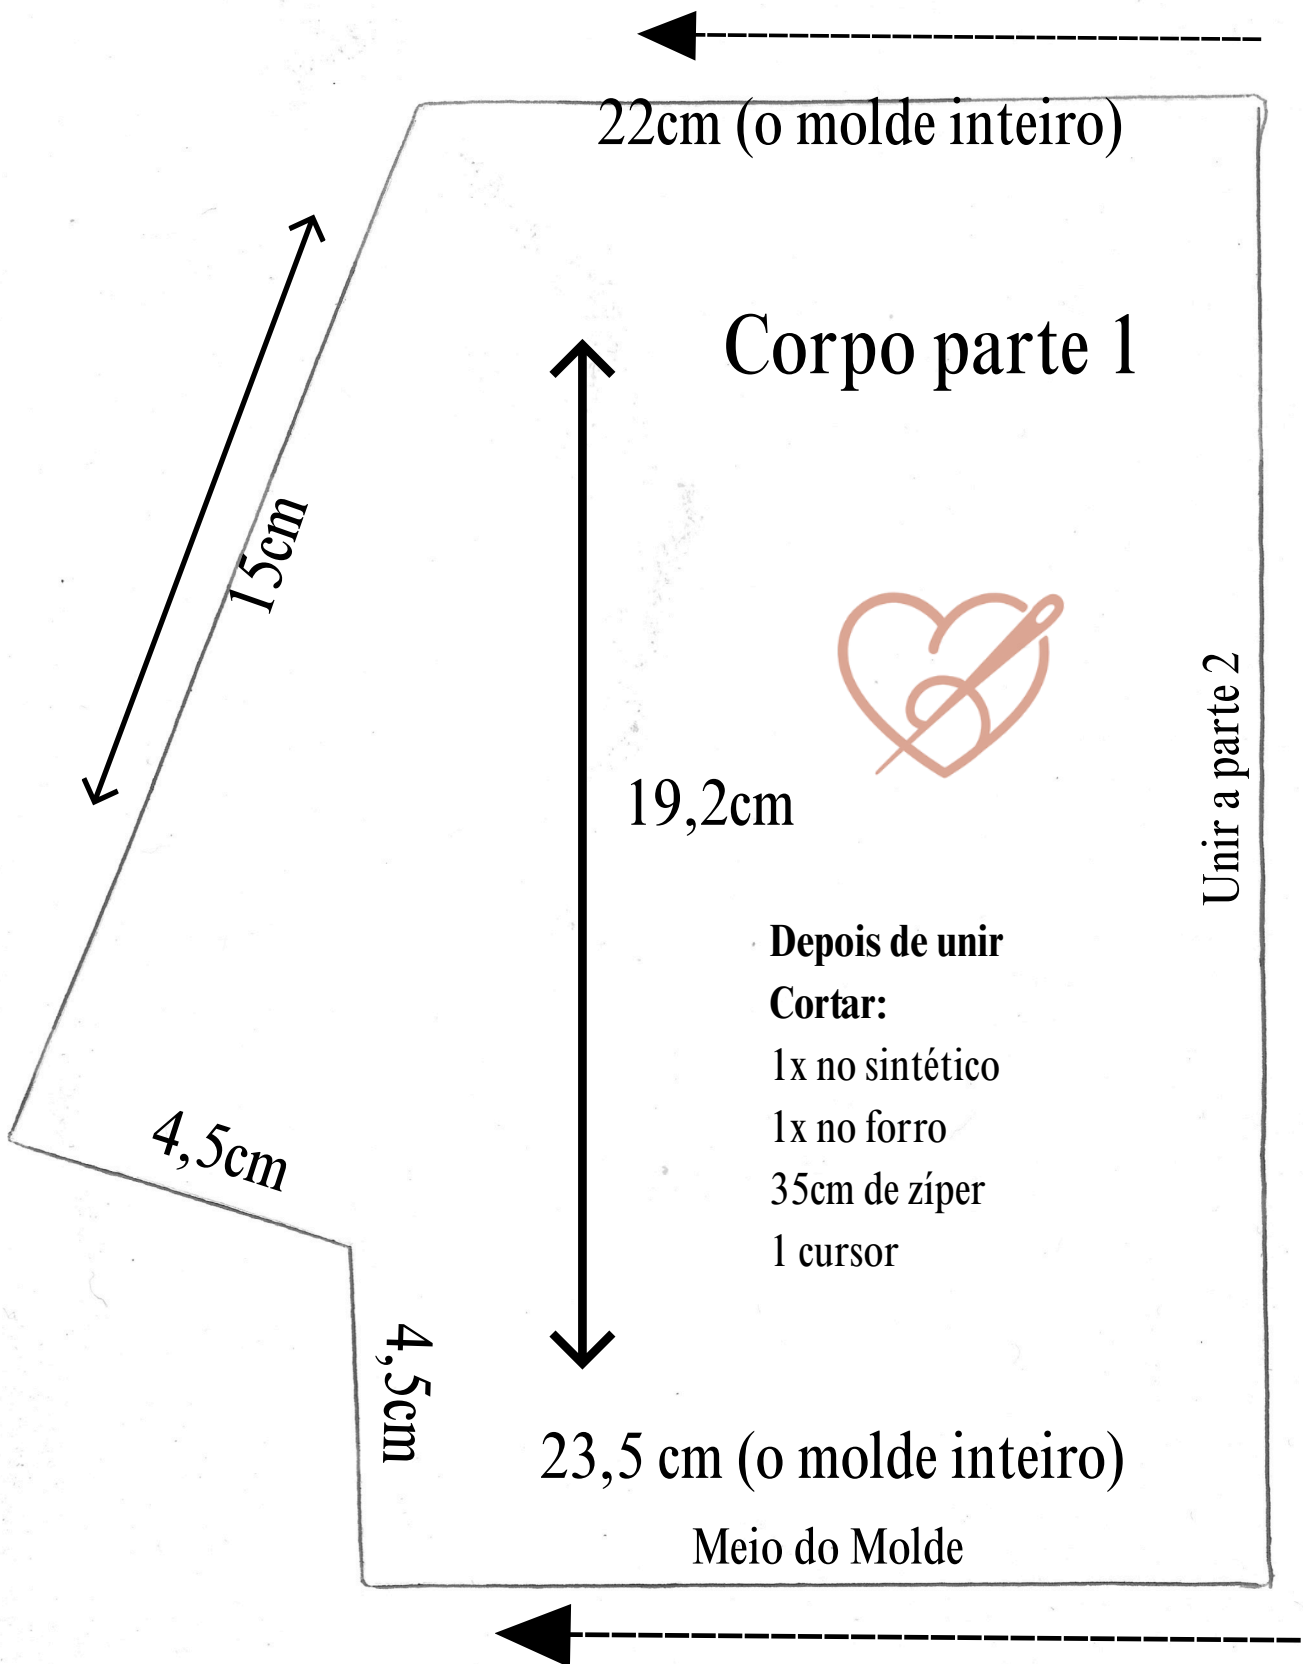 22cm (o molde inteiro)
Corpo parte 1
15cm
19,2cm
Unir a parte 2
Depois de unir
Cortar:
1x no sintético
1x no forro
35cm de zíper
1 cursor
4,5cm
4,5cm
23,5 cm (o molde inteiro)
Meio do Molde